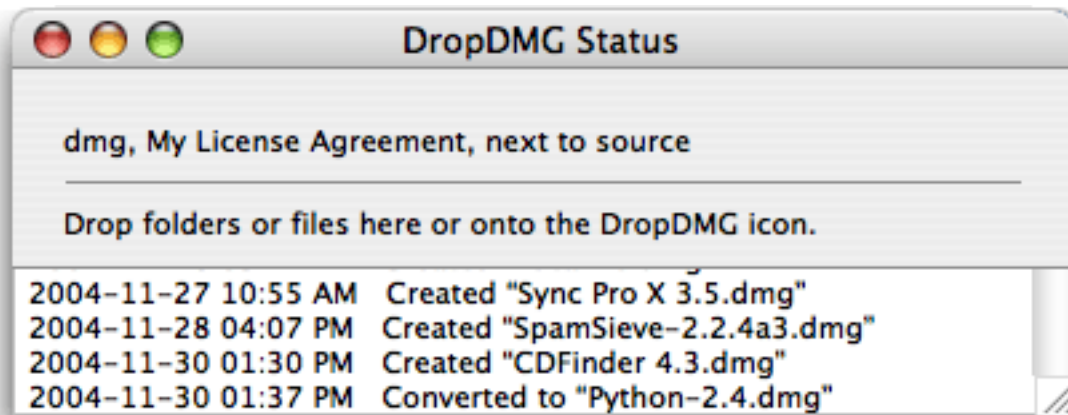 DropDMG Status
dmg, My License Agreement, next to source
Drop folders or files here or onto the DropDMG icon.
2004-11-27 10:55 AM Created "Sync Pro X 3.5.dmg"
2004-11-28 04:07 PM Created "SpamSieve-2.2.4a3.dmg"
2004-11-30 01:30 PM Created "CDFinder 4.3.dmg"
2004-11-30 01:37 PM Converted to "Python-2.4.dmg"